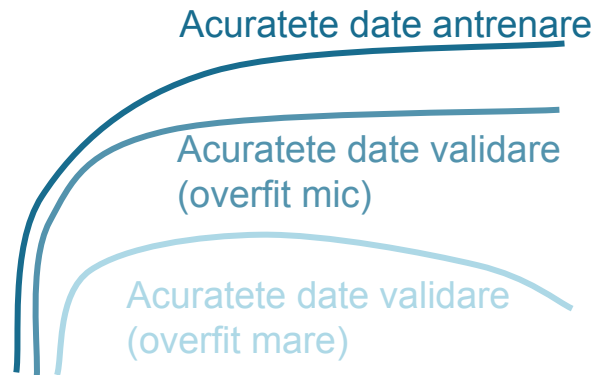 Acuratete date antrenare
Acuratete date validare
(overfit mic)
Acuratete date validare
(overfit mare)